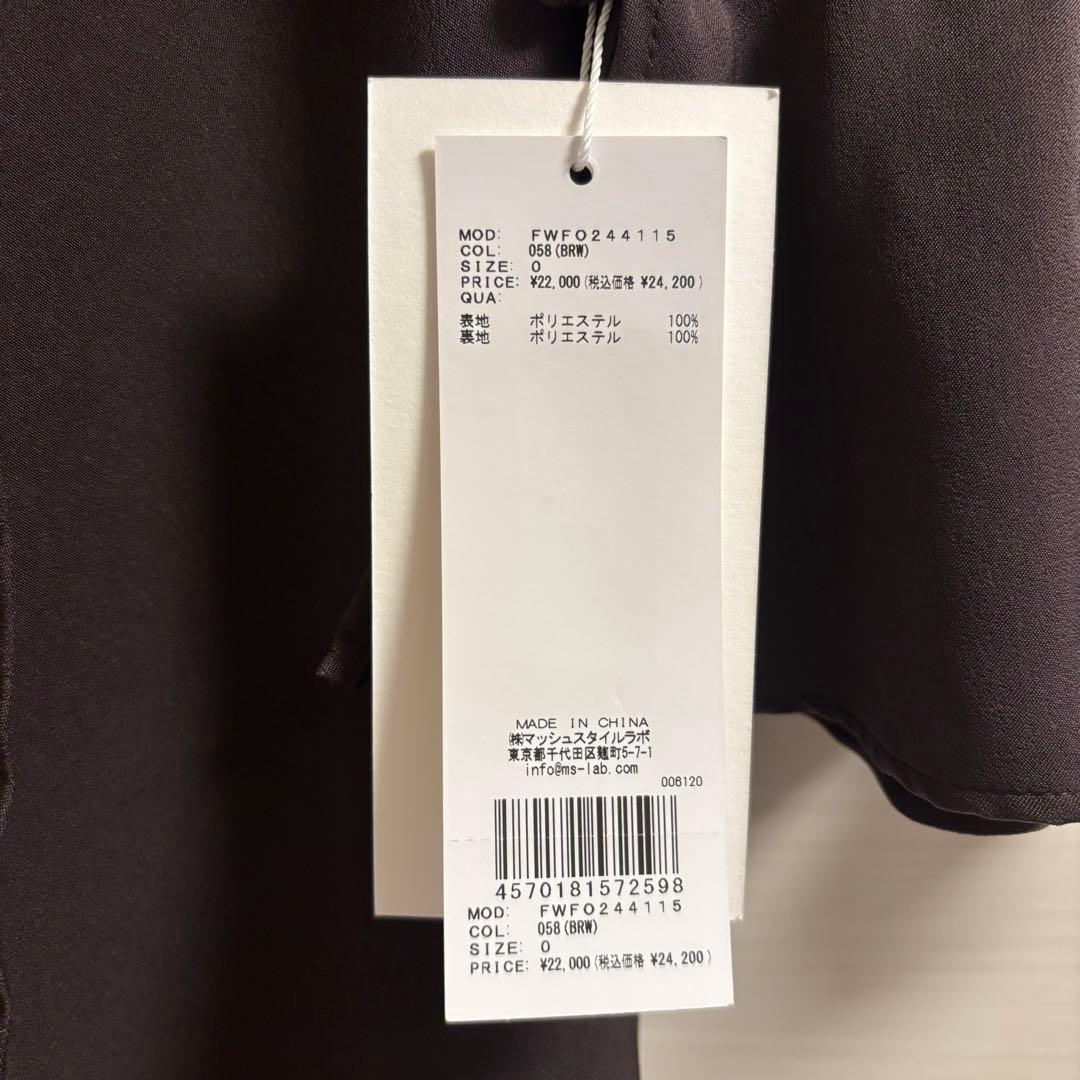 MOD: FWFO244115
COL: 058(BRW)
SIZE: 0
PRICE: ¥22,000(税込価格 ¥24,200)
QUA:
表地 ポリエステル 100%
裏地 ポリエステル 100%
MADE IN CHINA
㈱マッシュスタイルラボ
東京都千代田区麹町5-7-1
info@ms-lab.com
006120
4570181572598
MOD: FWFO244115
COL: 058(BRW)
SIZE: 0
PRICE: ¥22,000(税込価格 ¥24,200)